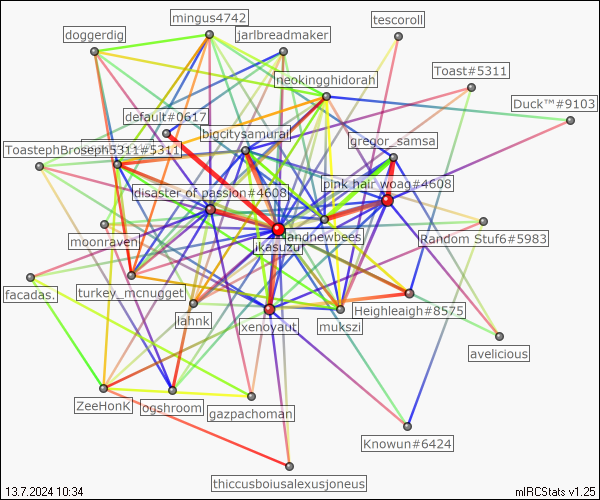 mingus4742
tescoroll
doggerdig
jarlbreadmaker
neokingghidorah
Toast#5311
Duck™#9103
default#0617
bigcitysamurai
gregor_samsa
ToastephBroseph5311#5311
pink hair woag#4608
disaster of passion#4608
moonraven
andnewbees
Random Stuf6#5983
ikasuzu
facadas.
turkey_mcnugget
lahnk
xenoyaut
mukszi
Heighleaigh#8575
avelicious
ZeeHonK
ogshroom
gazpachoman
Knowun#6424
thiccusboiusalexusjoneus
13.7.2024 10:34
mIRCStats v1.25